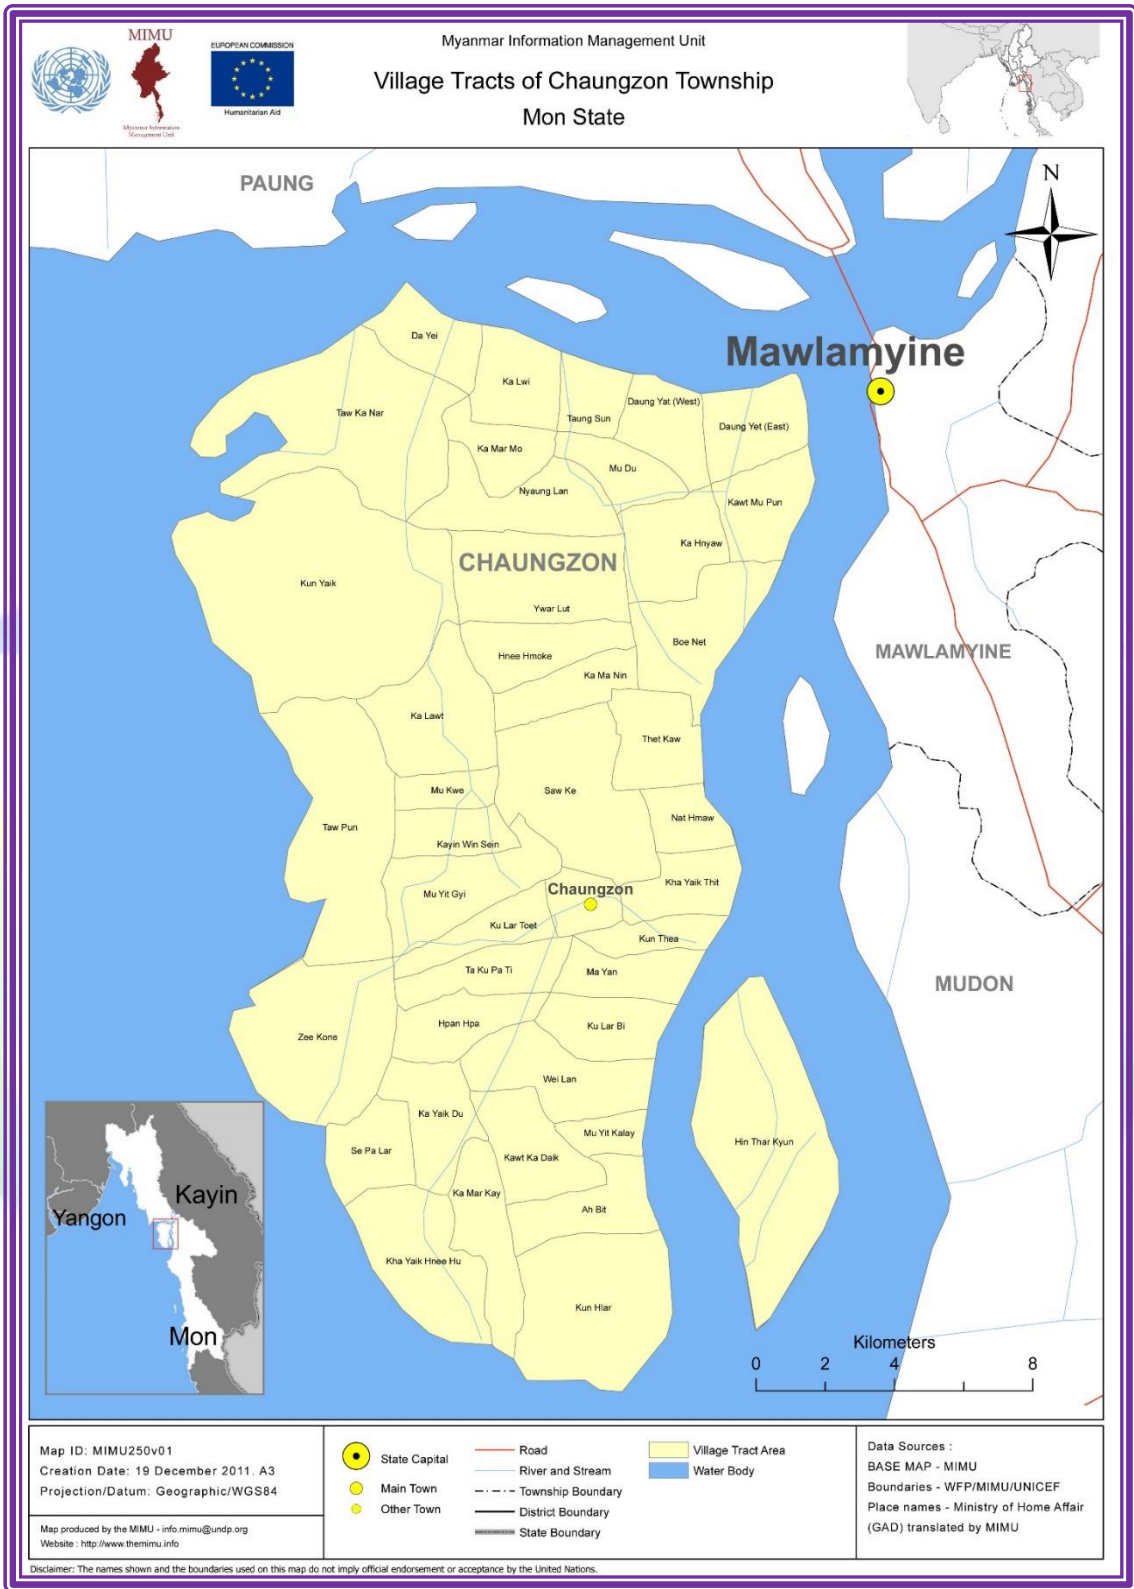 MIMU
Myanmar Information
Management Unit
EUROPEAN COMMISSION
Humanitarian Aid
Myanmar Information Management Unit
Village Tracts of Chaungzon Township
Mon State
PAUNG
N
Mawlamyine
Da Yei
Ka Lwi
Taw Ka Nar
Taung Sun
Daung Yat (West)
Daung Yet (East)
Ka Mar Mo
Mu Du
Nyaung Lan
Kawt Mu Pun
Ka Hnyaw
CHAUNGZON
Kun Yaik
Ywar Lut
Boe Net
MAWLAMYINE
Hnee Hmoke
Ka Ma Nin
Ka Lawt
Thet Kaw
Mu Kwe
Saw Ke
Nat Hmaw
Taw Pun
Kayin Win Sein
Kha Yaik Thit
Chaungzon
Mu Yit Gyi
Ku Lar Toet
Kun Thea
Ta Ku Pa Ti
Ma Yan
MUDON
Hpan Hpa
Ku Lar Bi
Zee Kone
Wei Lan
Ka Yaik Du
Mu Yit Kalay
Hin Thar Kyun
Se Pa Lar
Kawt Ka Daik
Ka Mar Kay
Ah Bit
Kha Yaik Hnee Hu
Kun Hlar
Kayin
Yangon
Mon
Kilometers
0 2 4 8
Map ID: MIMU250v01
Creation Date: 19 December 2011. A3
Projection/Datum: Geographic/WGS84
Map produced by the MIMU - info.mimu@undp.org
Website : http://www.themimu.info
State Capital
Main Town
Other Town
Road
River and Stream
Township Boundary
District Boundary
State Boundary
Village Tract Area
Water Body
Data Sources :
BASE MAP - MIMU
Boundaries - WFP/MIMU/UNICEF
Place names - Ministry of Home Affair
(GAD) translated by MIMU
Disclaimer: The names shown and the boundaries used on this map do not imply official endorsement or acceptance by the United Nations.